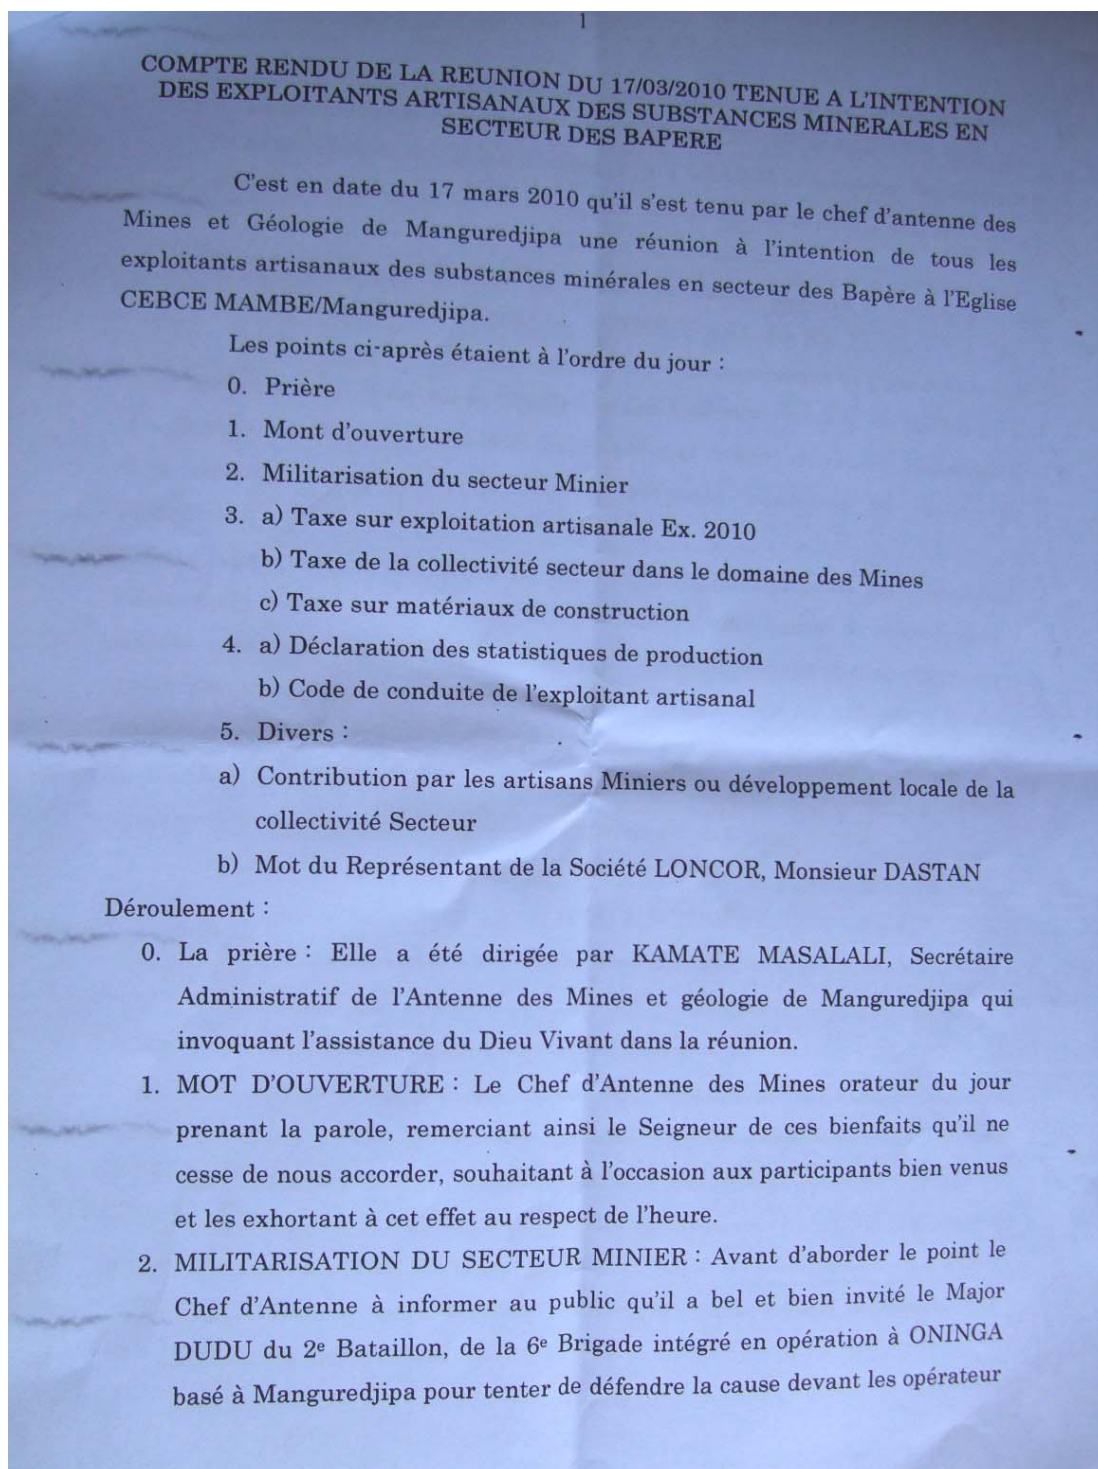 1
COMPTE RENDU DE LA REUNION DU 17/03/2010 TENUE A L'INTENTION
DES EXPLOITANTS ARTISANAUX DES SUBSTANCES MINERALES EN
SECTEUR DES BAPERE
C'est en date du 17 mars 2010 qu'il s'est tenu par le chef d'antenne des
Mines et Géologie de Manguredjipa une réunion à l'intention de tous les
exploitants artisanaux des substances minérales en secteur des Bapère à l'Eglise
CEBCE MAMBE/Manguredjipa.
Les points ci-après étaient à l'ordre du jour :
0. Prière
1. Mont d'ouverture
2. Militarisation du secteur Minier
3. a) Taxe sur exploitation artisanale Ex. 2010
b) Taxe de la collectivité secteur dans le domaine des Mines
c) Taxe sur matériaux de construction
4. a) Déclaration des statistiques de production
b) Code de conduite de l'exploitant artisanal
5. Divers :
a) Contribution par les artisans Miniers ou développement locale de la
collectivité Secteur
b) Mot du Représentant de la Société LONCOR, Monsieur DASTAN
Déroulement :
0. La prière : Elle a été dirigée par KAMATE MASALALI, Secrétaire
Administratif de l'Antenne des Mines et géologie de Manguredjipa qui
invoquant l'assistance du Dieu Vivant dans la réunion.
1. MOT D'OUVERTURE : Le Chef d'Antenne des Mines orateur du jour
prenant la parole, remerciant ainsi le Seigneur de ces bienfaits qu'il ne
cesse de nous accorder, souhaitant à l'occasion aux participants bien venus
et les exhortant à cet effet au respect de l'heure.
2. MILITARISATION DU SECTEUR MINIER : Avant d'aborder le point le
Chef d'Antenne à informer au public qu'il a bel et bien invité le Major
DUDU du 2e Bataillon, de la 6e Brigade intégré en opération à ONINGA
basé à Manguredjipa pour tenter de défendre la cause devant les opérateur